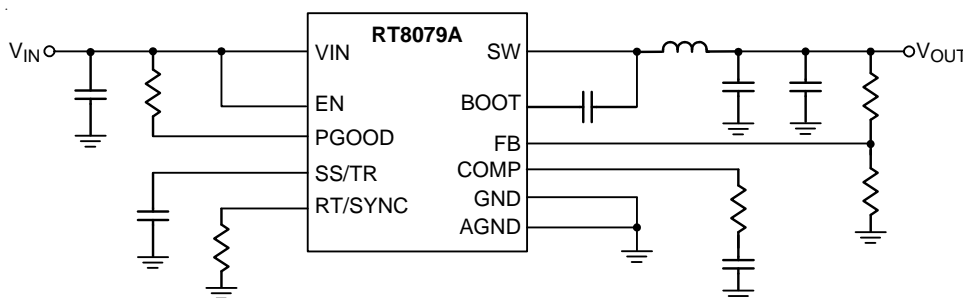 RT8079A
VIN
VIN
SW
VOUT
EN
BOOT
PGOOD
FB
SS/TR
COMP
RT/SYNC
GND
AGND